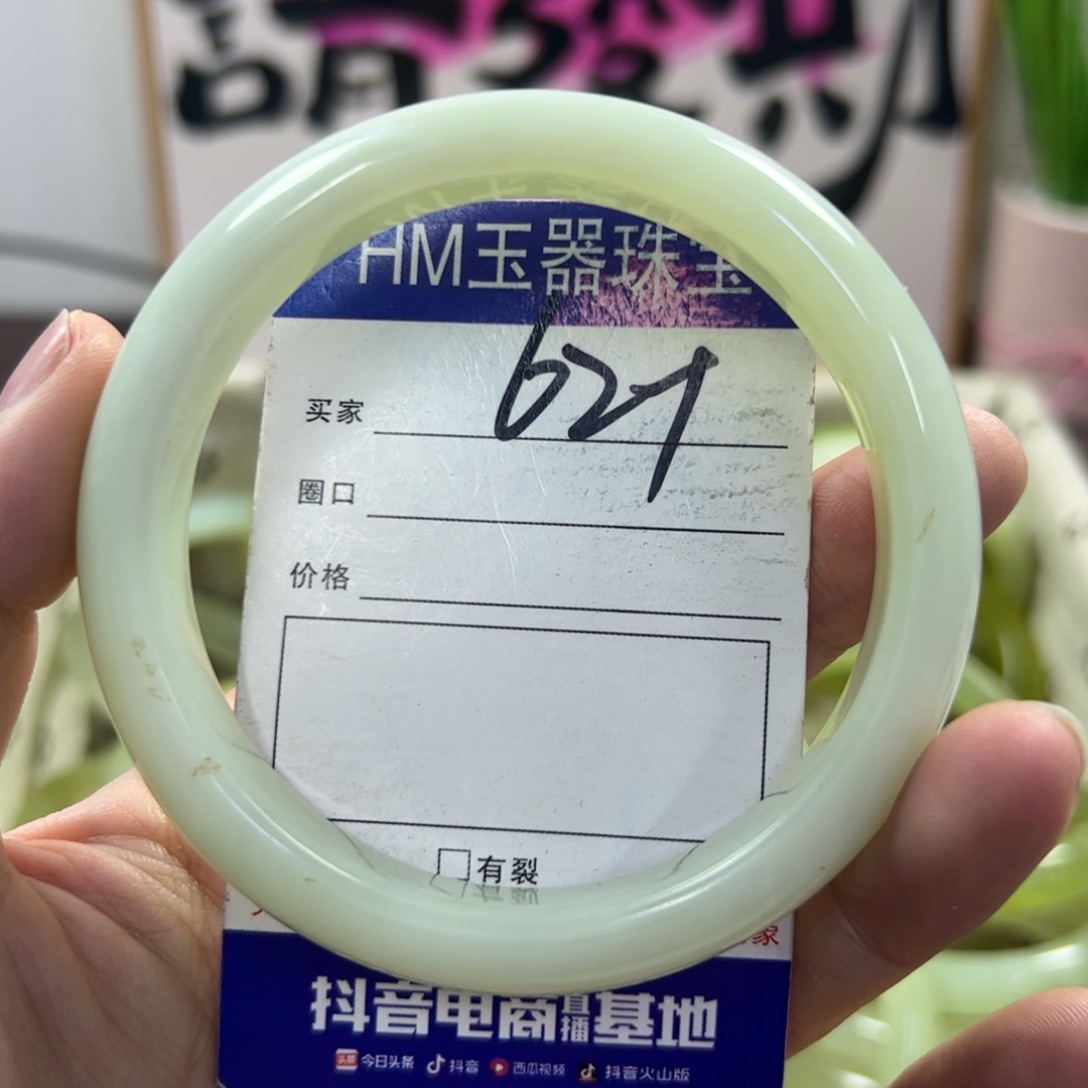 HM玉器珠宝
621
买家
圈口
价格
有裂
家
抖音电商直播基地
今日头条 抖音 西瓜视频 抖音火山版